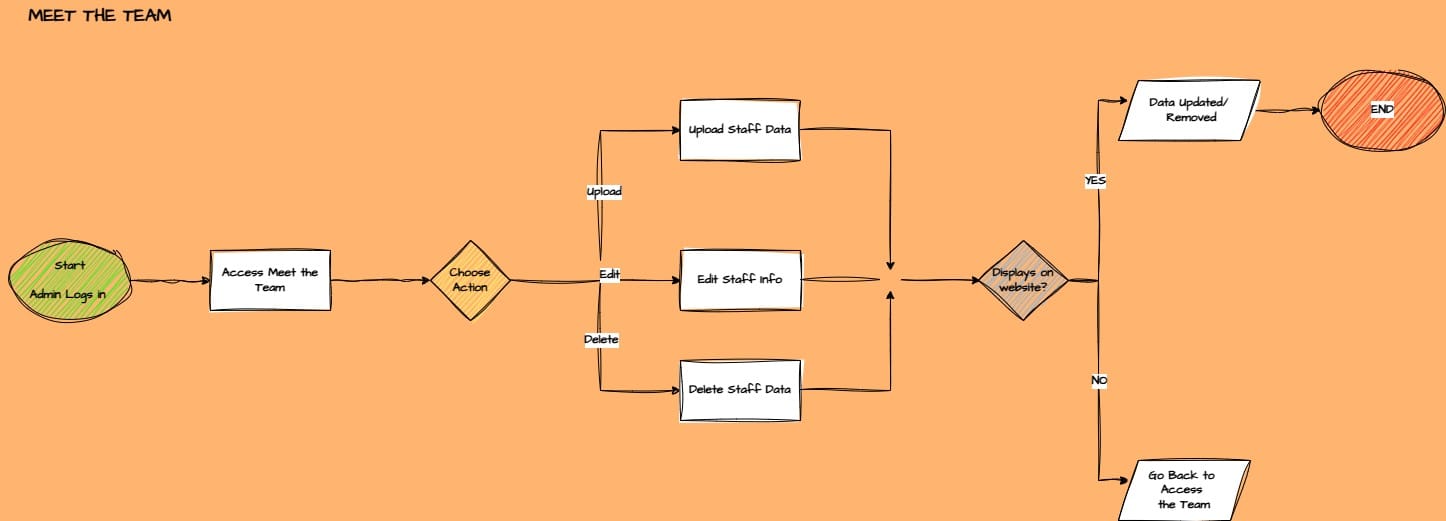 MEET THE TEAM
Start
Admin Logs in
Access Meet the
Team
Choose
Action
Upload
Edit
Delete
Upload Staff Data
Edit Staff Info
Delete Staff Data
Displays on
website?
YES
NO
Data Updated/
Removed
END
Go Back to
Access
the Team